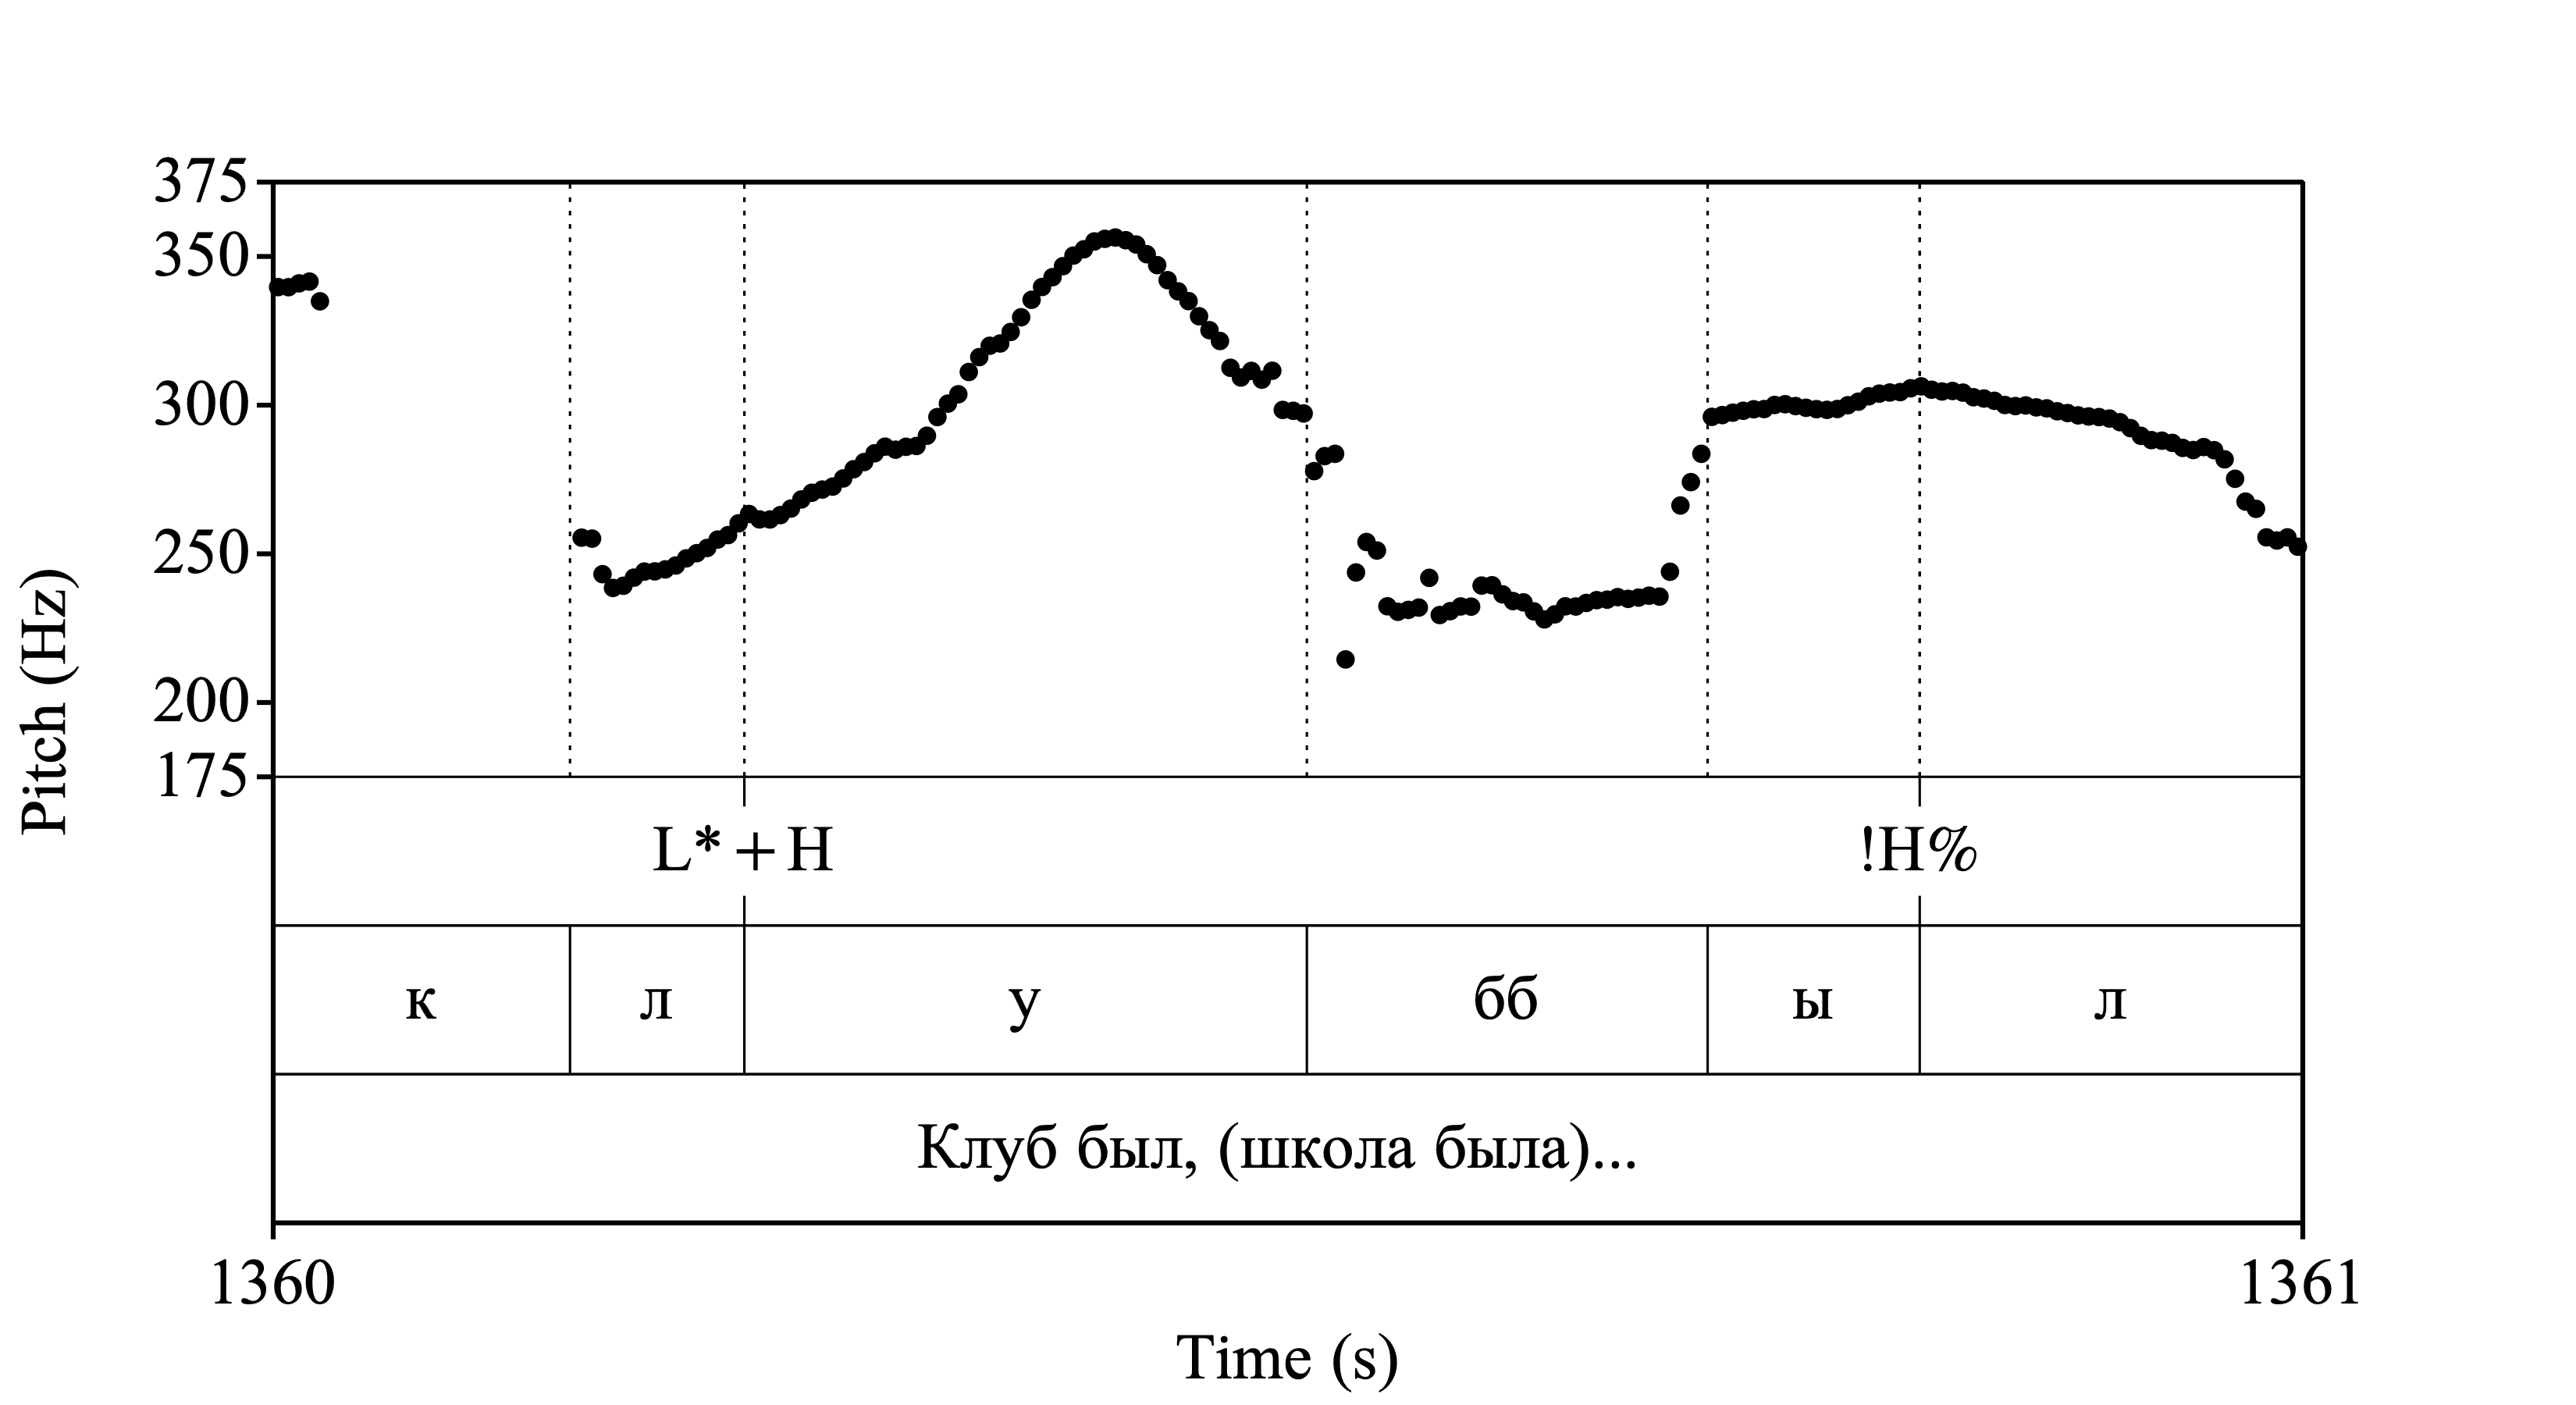 375
350
300
250
200
175
Pitch (Hz)
L*+H !H%
к л у бб ы л
Клуб был, (школа была)...
1360 1361
Time (s)